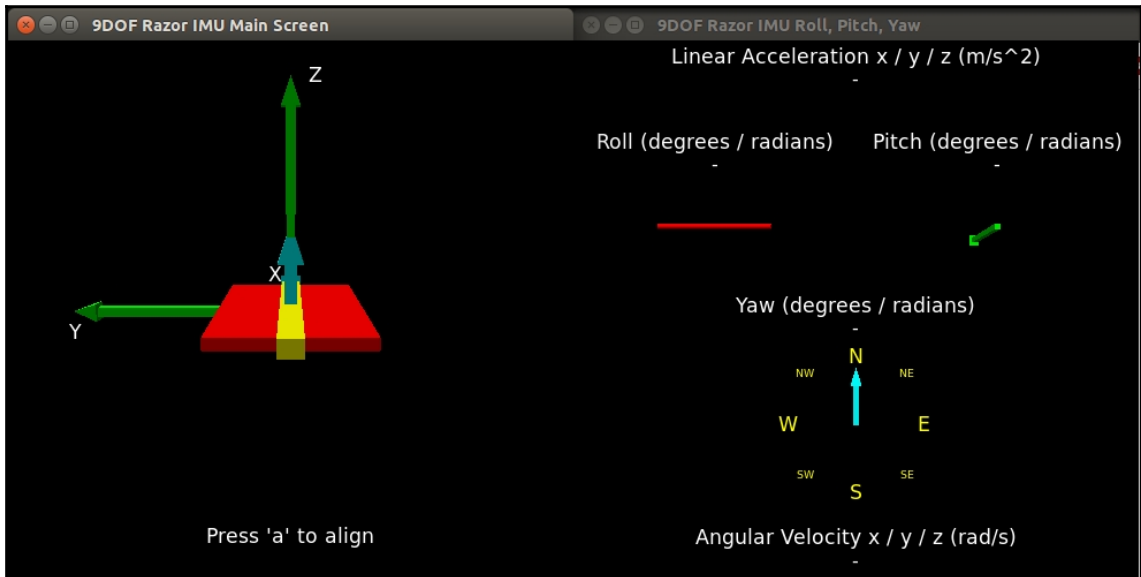 9DOF Razor IMU Main Screen
Z
X
Y
Press 'a' to align
9DOF Razor IMU Roll, Pitch, Yaw
Linear Acceleration x / y / z (m/s^2)
-
Roll (degrees / radians) Pitch (degrees / radians)
- -
Yaw (degrees / radians)
-
N
NW NE
W E
SW SE
S
Angular Velocity x / y / z (rad/s)
-